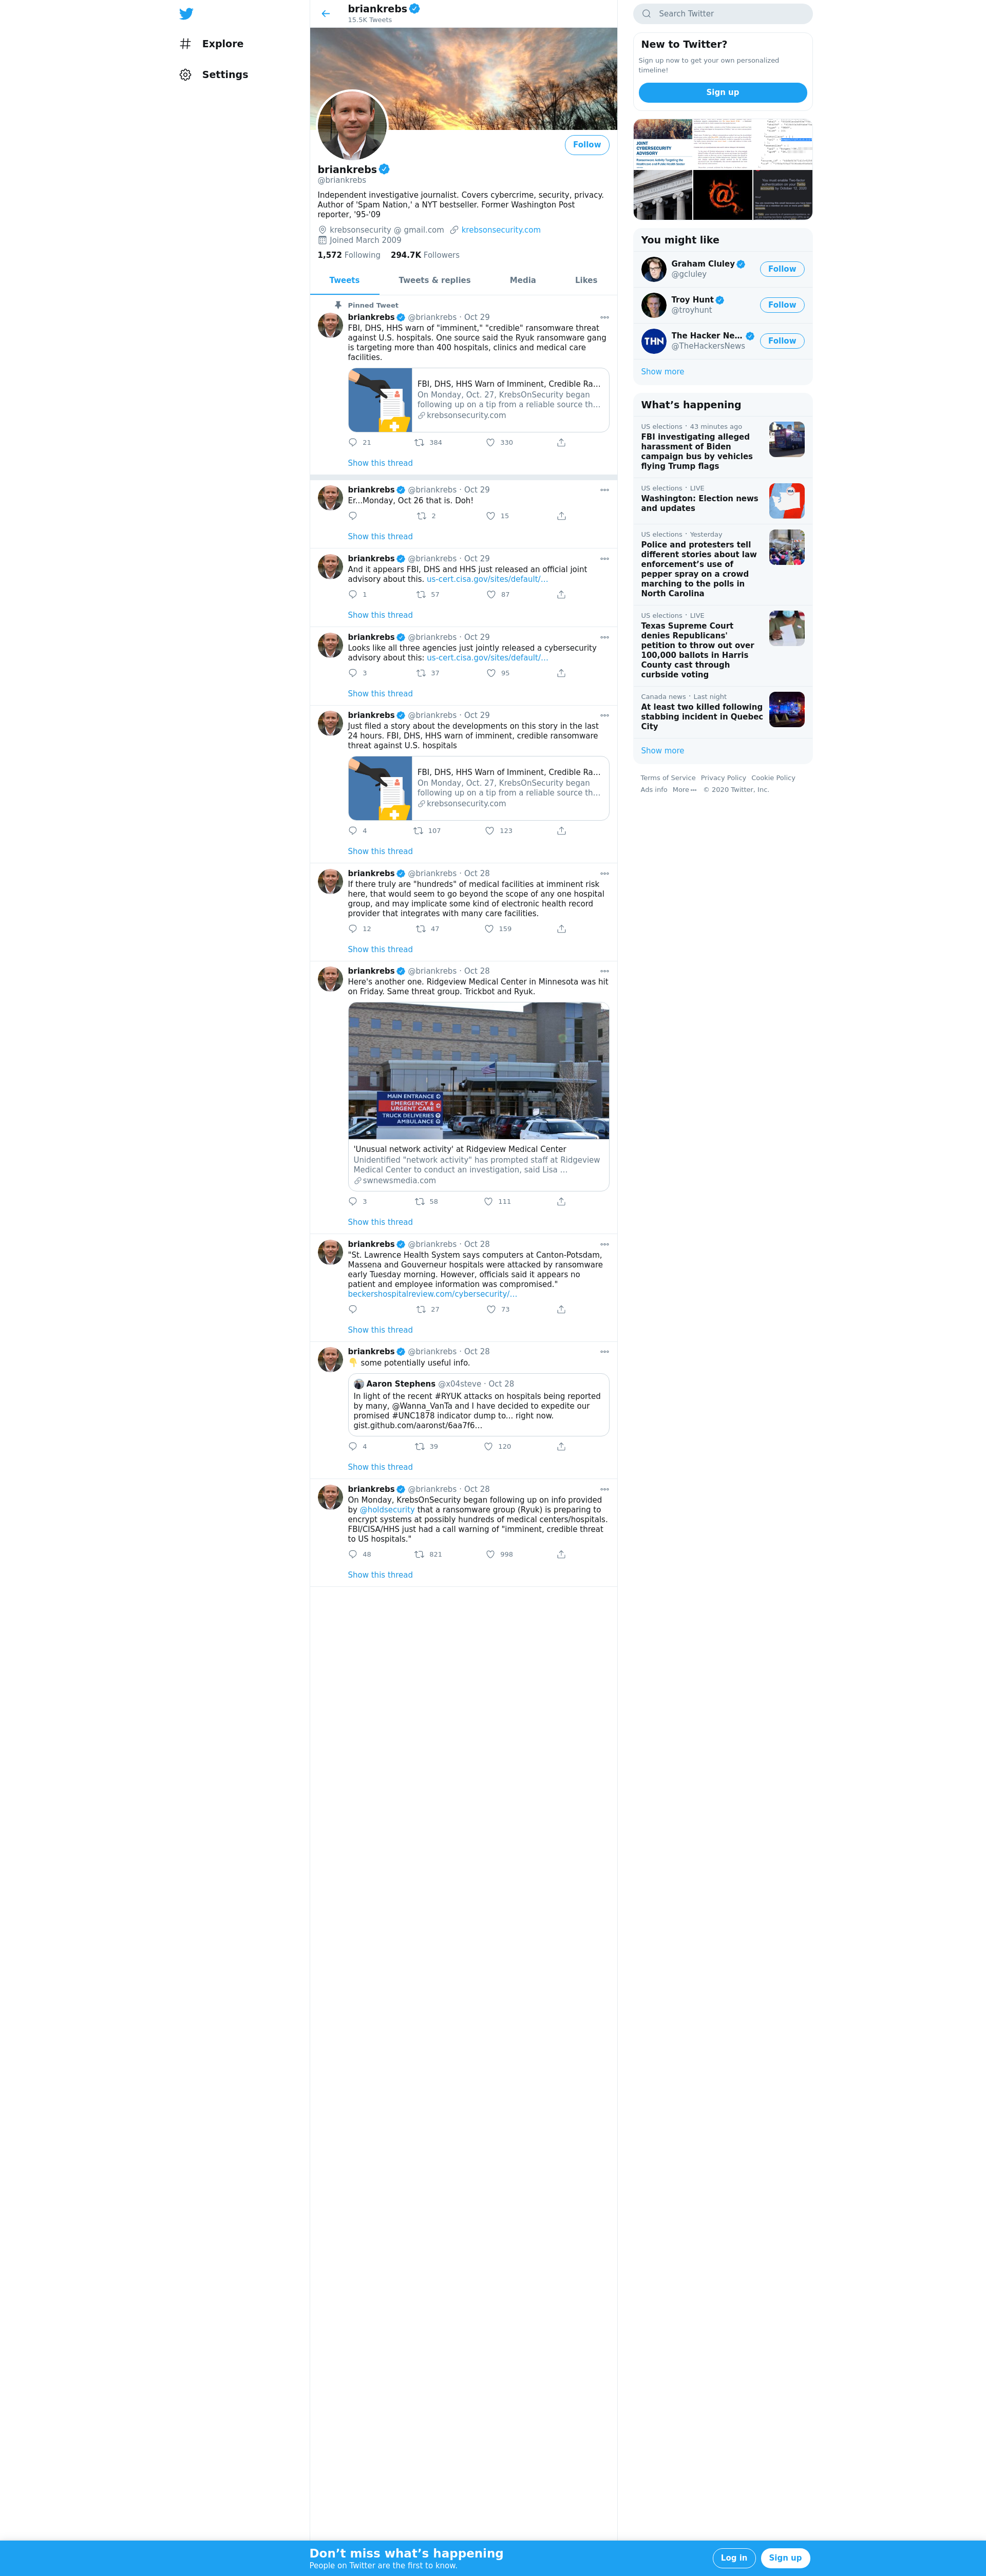 Explore
Settings
briankrebs
15.5K Tweets
Follow
briankrebs
@briankrebs
Independent investigative journalist. Covers cybercrime, security, privacy.
Author of 'Spam Nation,' a NYT bestseller. Former Washington Post
reporter, '95-'09
krebsonsecurity @ gmail.com krebsonsecurity.com
Joined March 2009
1,572 Following 294.7K Followers
Tweets Tweets & replies Media Likes
Pinned Tweet
briankrebs @briankrebs · Oct 29
FBI, DHS, HHS warn of "imminent," "credible" ransomware threat
against U.S. hospitals. One source said the Ryuk ransomware gang
is targeting more than 400 hospitals, clinics and medical care
facilities.
FBI, DHS, HHS Warn of Imminent, Credible Ra...
On Monday, Oct. 27, KrebsOnSecurity began
following up on a tip from a reliable source th...
krebsonsecurity.com
21 384 330
Show this thread
briankrebs @briankrebs · Oct 29
Er...Monday, Oct 26 that is. Doh!
2 15
Show this thread
briankrebs @briankrebs · Oct 29
And it appears FBI, DHS and HHS just released an official joint
advisory about this. us-cert.cisa.gov/sites/default/…
1 57 87
Show this thread
briankrebs @briankrebs · Oct 29
Looks like all three agencies just jointly released a cybersecurity
advisory about this: us-cert.cisa.gov/sites/default/…
3 37 95
Show this thread
briankrebs @briankrebs · Oct 29
Just filed a story about the developments on this story in the last
24 hours. FBI, DHS, HHS warn of imminent, credible ransomware
threat against U.S. hospitals
FBI, DHS, HHS Warn of Imminent, Credible Ra...
On Monday, Oct. 27, KrebsOnSecurity began
following up on a tip from a reliable source th...
krebsonsecurity.com
4 107 123
Show this thread
briankrebs @briankrebs · Oct 28
If there truly are "hundreds" of medical facilities at imminent risk
here, that would seem to go beyond the scope of any one hospital
group, and may implicate some kind of electronic health record
provider that integrates with many care facilities.
12 47 159
Show this thread
briankrebs @briankrebs · Oct 28
Here's another one. Ridgeview Medical Center in Minnesota was hit
on Friday. Same threat group. Trickbot and Ryuk.
MAIN ENTRANCE
EMERGENCY &
URGENT CARE
TRUCK DELIVERIES
AMBULANCE
'Unusual network activity' at Ridgeview Medical Center
Unidentified "network activity" has prompted staff at Ridgeview
Medical Center to conduct an investigation, said Lisa ...
swnewsmedia.com
3 58 111
Show this thread
briankrebs @briankrebs · Oct 28
"St. Lawrence Health System says computers at Canton-Potsdam,
Massena and Gouverneur hospitals were attacked by ransomware
early Tuesday morning. However, officials said it appears no
patient and employee information was compromised."
beckershospitalreview.com/cybersecurity/…
27 73
Show this thread
briankrebs @briankrebs · Oct 28
👇 some potentially useful info.
Aaron Stephens @x04steve · Oct 28
In light of the recent #RYUK attacks on hospitals being reported
by many, @Wanna_VanTa and I have decided to expedite our
promised #UNC1878 indicator dump to... right now.
gist.github.com/aaronst/6aa7f6…
4 39 120
Show this thread
briankrebs @briankrebs · Oct 28
On Monday, KrebsOnSecurity began following up on info provided
by @holdsecurity that a ransomware group (Ryuk) is preparing to
encrypt systems at possibly hundreds of medical centers/hospitals.
FBI/CISA/HHS just had a call warning of "imminent, credible threat
to US hospitals."
48 821 998
Show this thread
Search Twitter
New to Twitter?
Sign up now to get your own personalized
timeline!
Sign up
JOINT
CYBERSECURITY
ADVISORY
You might like
Graham Cluley
@gcluley
Follow
Troy Hunt
@troyhunt
Follow
THN
The Hacker Ne...
@TheHackersNews
Follow
Show more
What's happening
US elections · 43 minutes ago
FBI investigating alleged
harassment of Biden
campaign bus by vehicles
flying Trump flags
US elections · LIVE
Washington: Election news
and updates
US elections · Yesterday
Police and protesters tell
different stories about law
enforcement's use of
pepper spray on a crowd
marching to the polls in
North Carolina
US elections · LIVE
Texas Supreme Court
denies Republicans'
petition to throw out over
100,000 ballots in Harris
County cast through
curbside voting
Canada news · Last night
At least two killed following
stabbing incident in Quebec
City
Show more
Terms of Service Privacy Policy Cookie Policy
Ads info More ••• © 2020 Twitter, Inc.
Don't miss what's happening
People on Twitter are the first to know.
Log in Sign up